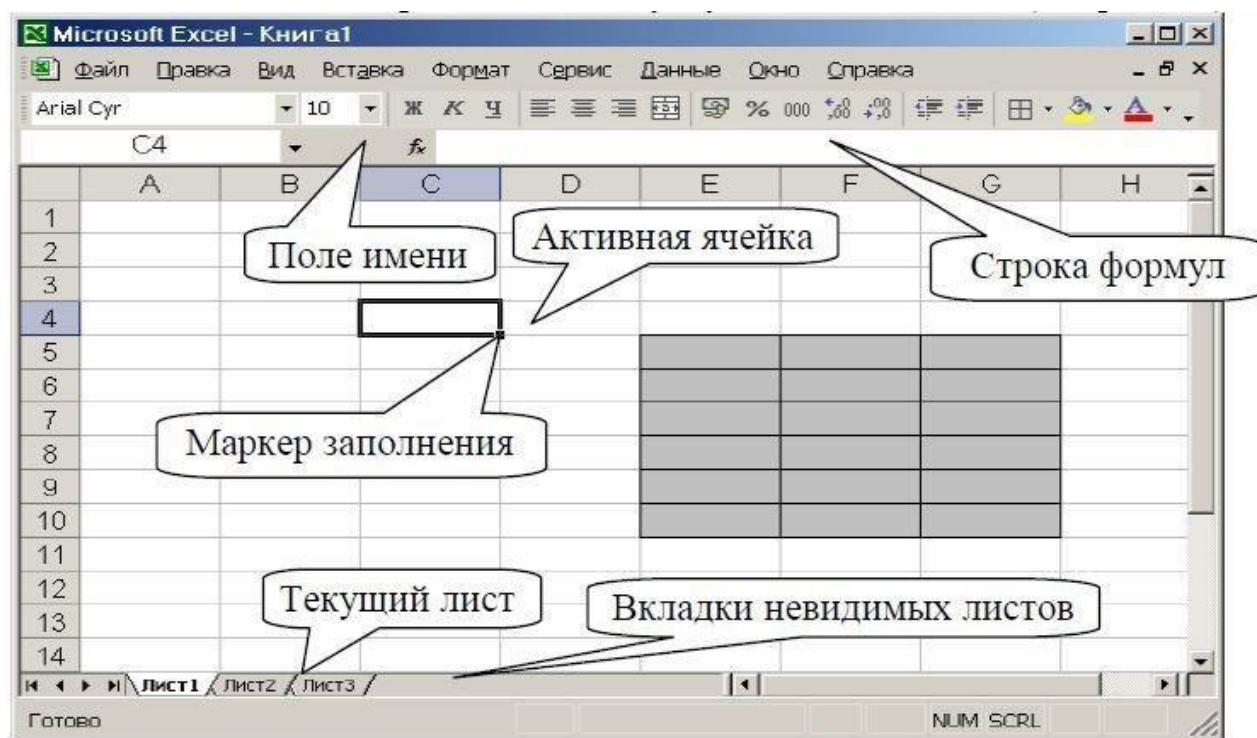 Microsoft Excel - Книга1
Файл Правка Вид Вставка Формат Сервис Данные Окно Справка
Arial Cyr 10 Ж К Ч % 000 ,00 ,00
C4 fx
A B C D E F G H
1
2
Поле имени
Активная ячейка
Строка формул
3
4
5
6
7
Маркер заполнения
8
9
10
11
12
Текущий лист
Вкладки невидимых листов
13
14
Лист1 Лист2 Лист3
Готово NUM SCRL